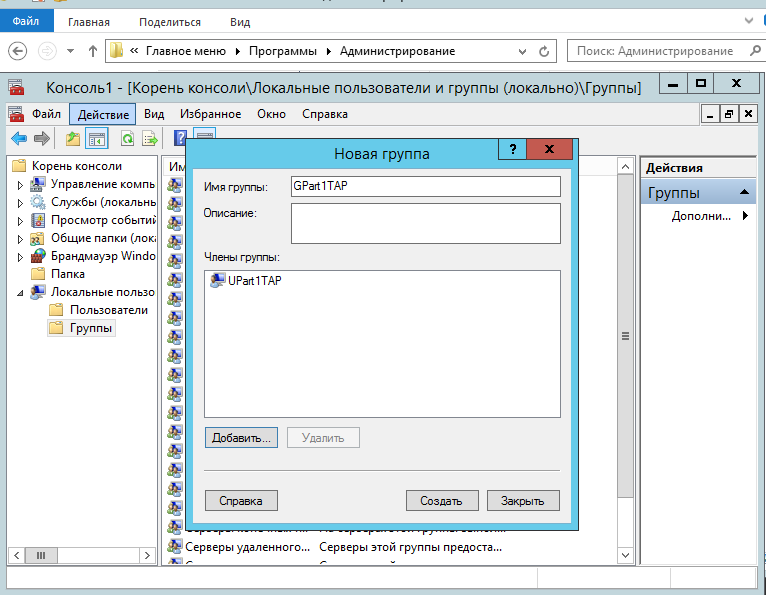 Файл Главная Поделиться Вид
« Главное меню Программы Администрирование Поиск: Администрирование
Консоль1 - [Корень консоли\Локальные пользователи и группы (локально)\Группы]
Файл Действие Вид Избранное Окно Справка
Корень консоли
Управление компь
Службы (локальнь
Просмотр событий
Общие папки (лока
Брандмауэр Windo
Папка
Локальные пользо
Пользователи
Группы
Им
Новая группа
Имя группы: GPart1TAP
Описание:
Члены группы:
UPart1TAP
Добавить... Удалить
Справка Создать Закрыть
Серверы удаленного... Серверы этой группы предоста...
Действия
Группы
Дополни...